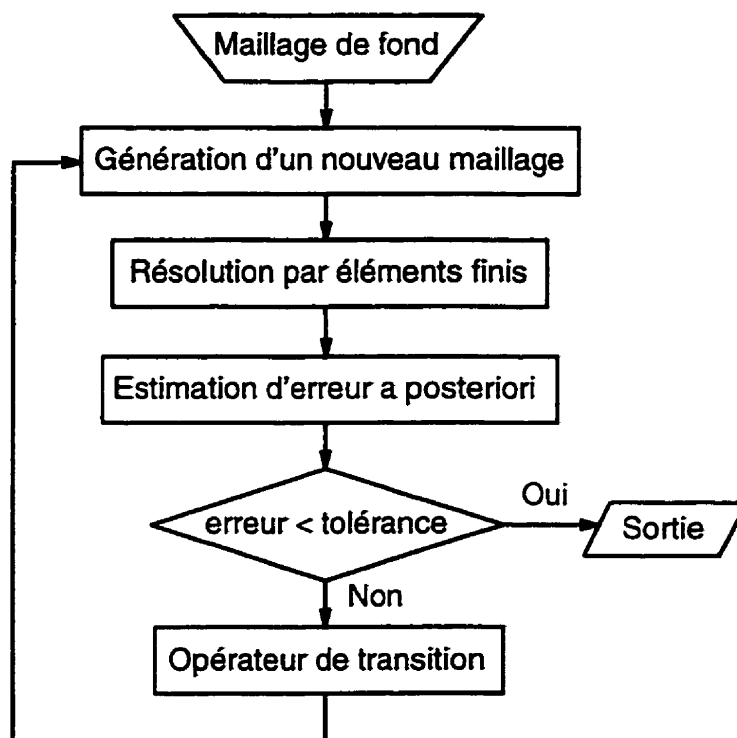 Maillage de fond
Génération d'un nouveau maillage
Résolution par éléments finis
Estimation d'erreur a posteriori
erreur < tolérance
Oui
Sortie
Non
Opérateur de transition